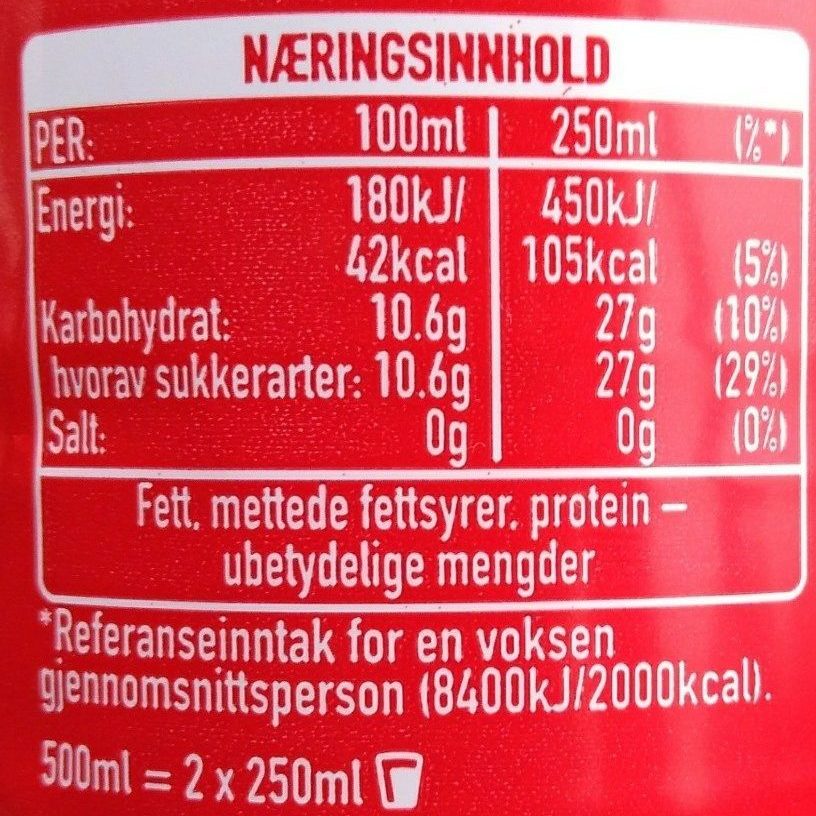 NÆRINGSINNHOLD
PER: 100ml 250ml (%*)
Energi: 180kJ/ 450kJ/
42kcal 105kcal (5%)
Karbohydrat: 10.6g 27g (10%)
hvorav sukkerarter: 10.6g 27g (29%)
Salt: 0g 0g (0%)
Fett, mettede fettsyrer, protein –
ubetydelige mengder
*Referanseinntak for en voksen
gjennomsnittsperson (8400kJ/2000kcal).
500ml = 2 x 250ml